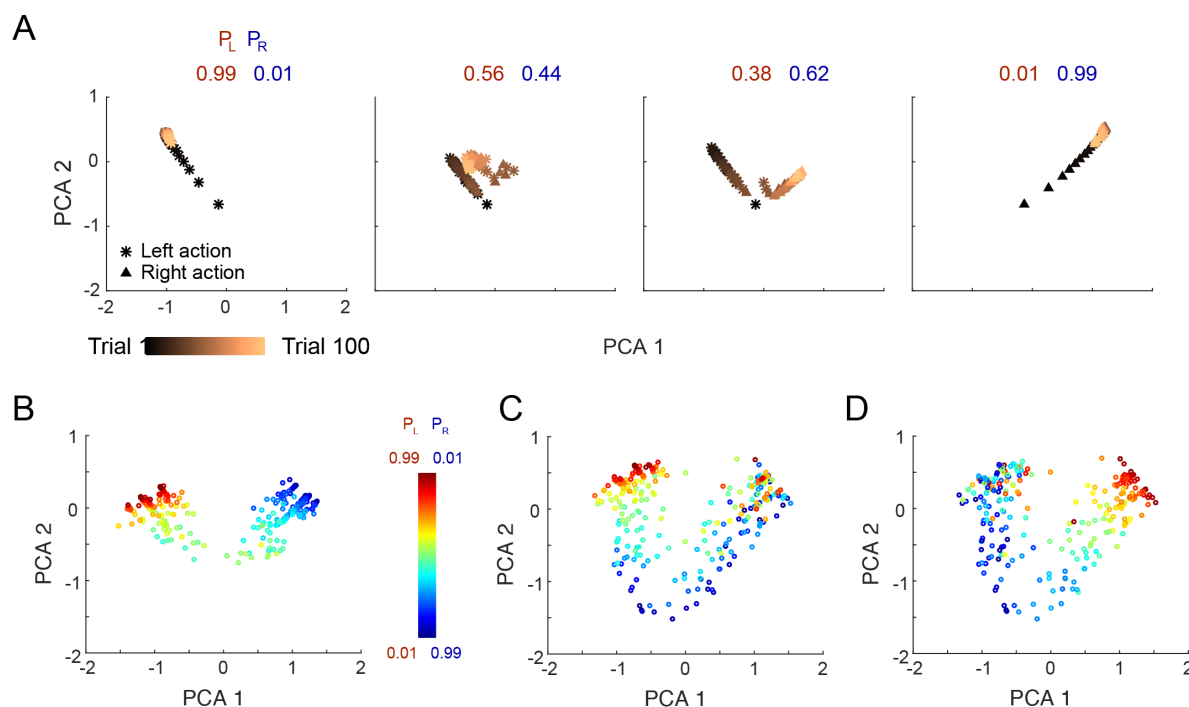 A
P_L P_R
0.99 0.01
0.56 0.44
0.38 0.62
0.01 0.99
1
0
-1
-2
PCA 2
-2 -1 0 1 2
Left action
Right action
Trial 1
Trial 100
PCA 1
B
1
0
-1
-2
PCA 2
-2 -1 0 1 2
PCA 1
P_L P_R
0.99 0.01
0.01 0.99
C
1
0
-1
-2
PCA 2
-2 -1 0 1 2
PCA 1
D
1
0
-1
-2
PCA 2
-2 -1 0 1 2
PCA 1